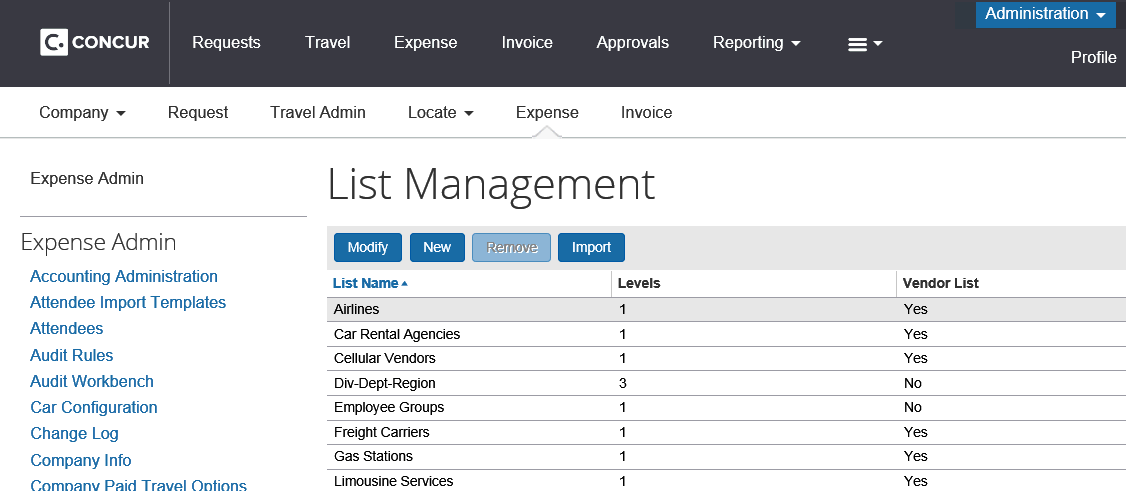 Administration
CONCUR Requests Travel Expense Invoice Approvals Reporting
Profile
Company Request Travel Admin Locate Expense Invoice
Expense Admin
Expense Admin
Accounting Administration
Attendee Import Templates
Attendees
Audit Rules
Audit Workbench
Car Configuration
Change Log
Company Info
Company Paid Travel Options
List Management
Modify New Remove Import
List Name Levels Vendor List
Airlines 1 Yes
Car Rental Agencies 1 Yes
Cellular Vendors 1 Yes
Div-Dept-Region 3 No
Employee Groups 1 No
Freight Carriers 1 Yes
Gas Stations 1 Yes
Limousine Services 1 Yes